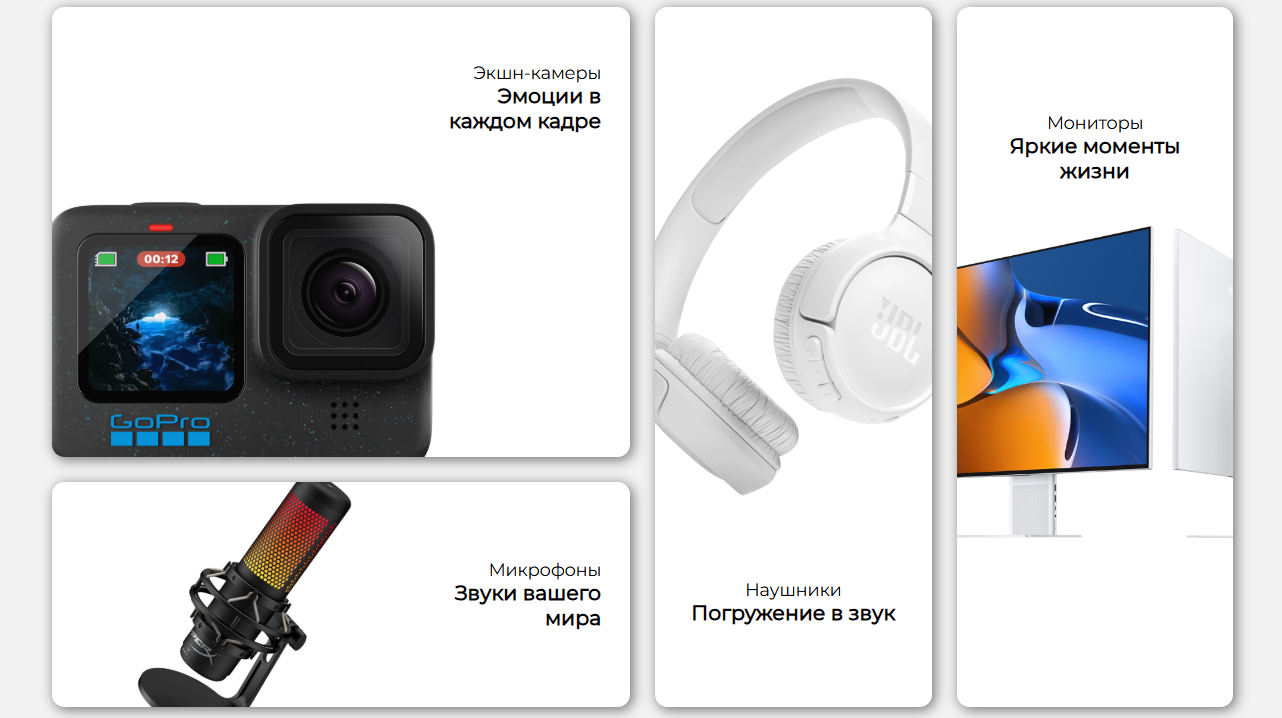 Экшн-камеры
Эмоции в
каждом кадре
00:12
GoPro
Микрофоны
Звуки вашего
мира
JBL
Наушники
Погружение в звук
Мониторы
Яркие моменты
жизни